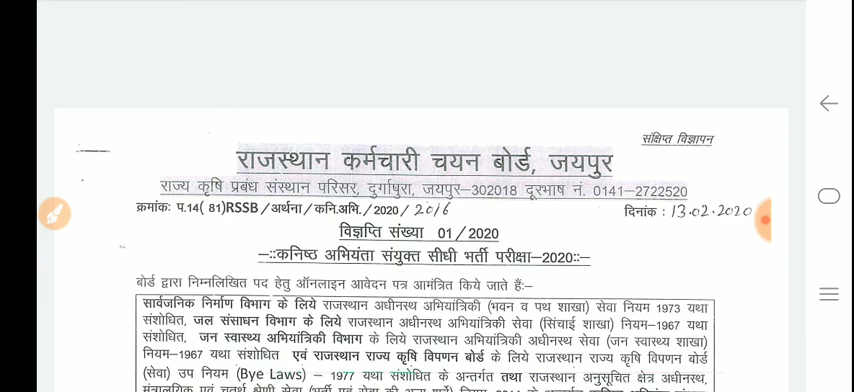 संक्षिप्त विज्ञापन
राजस्थान कर्मचारी चयन बोर्ड, जयपुर
राज्य कृषि प्रबंध संस्थान परिसर, दुर्गापुरा, जयपुर–302018 दूरभाष नं. 0141–2722520
क्रमांकः प.14( 81)RSSB/अर्थना/कनि.अभि./2020/2016 दिनांक : 13.02.2020
विज्ञप्ति संख्या 01/2020
–::कनिष्ठ अभियंता संयुक्त सीधी भर्ती परीक्षा–2020::–
बोर्ड द्वारा निम्नलिखित पद हेतु ऑनलाइन आवेदन पत्र आमंत्रित किये जाते हैं:–
सार्वजनिक निर्माण विभाग के लिये राजस्थान अधीनस्थ अभियांत्रिकी (भवन व पथ शाखा) सेवा नियम 1973 यथा
संशोधित, जल संसाधन विभाग के लिये राजस्थान अधीनस्थ अभियांत्रिकी सेवा (सिंचाई शाखा) नियम–1967 यथा
संशोधित, जन स्वास्थ्य अभियांत्रिकी विभाग के लिये राजस्थान अभियांत्रिकी अधीनस्थ सेवा (जन स्वास्थ्य शाखा)
नियम–1967 यथा संशोधित एवं राजस्थान राज्य कृषि विपणन बोर्ड के लिये राजस्थान राज्य कृषि विपणन बोर्ड
(सेवा) उप नियम (Bye Laws) – 1977 यथा संशोधित के अन्तर्गत तथा राजस्थान अनुसूचित क्षेत्र अधीनस्थ,